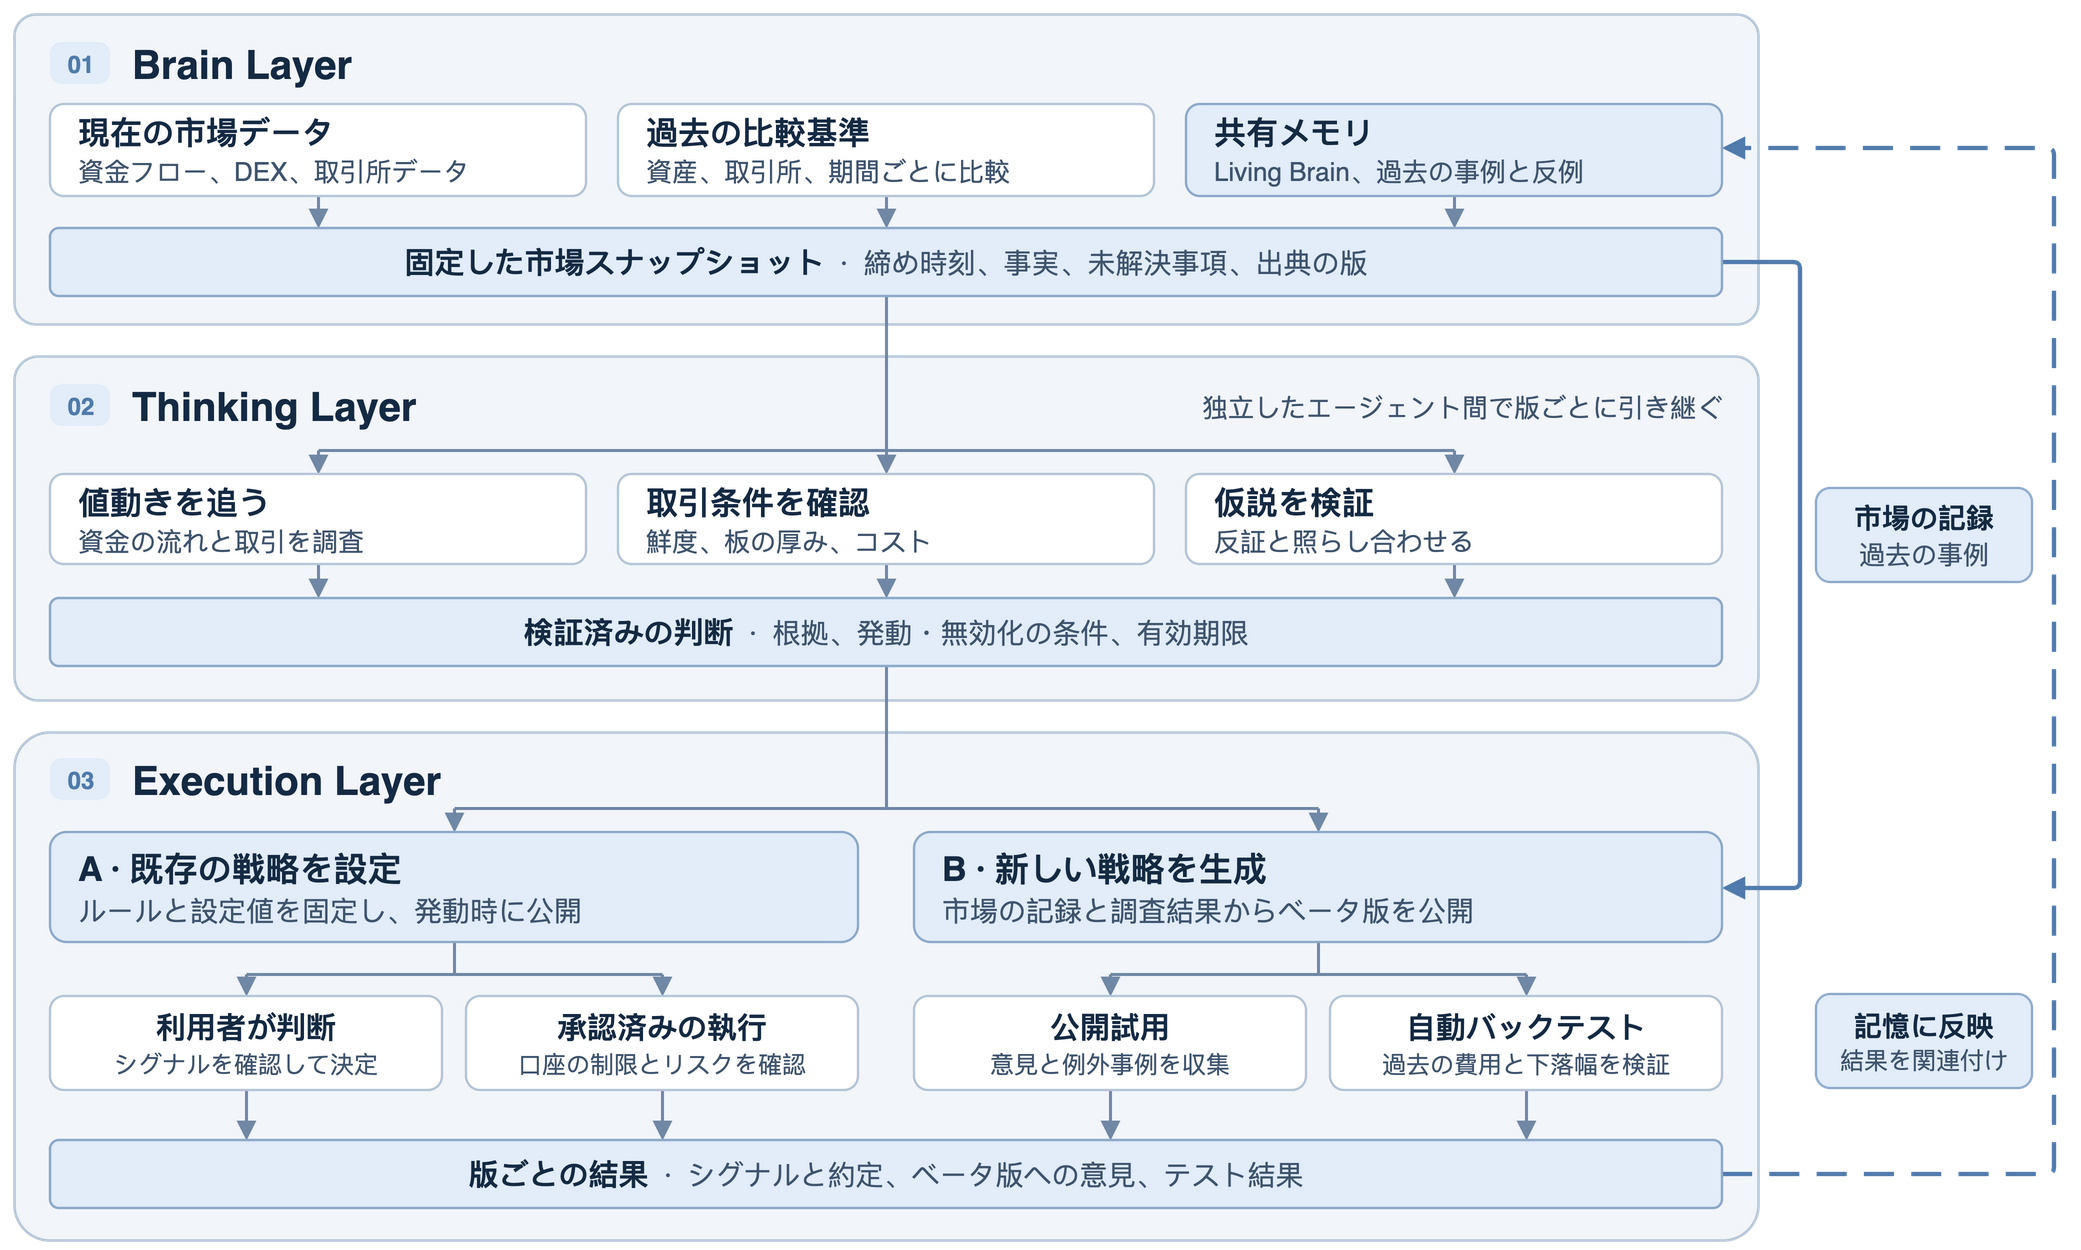 01 Brain Layer
現在の市場データ
資金フロー、DEX、取引所データ
過去の比較基準
資産、取引所、期間ごとに比較
共有メモリ
Living Brain、過去の事例と反例
固定した市場スナップショット · 締め時刻、事実、未解決事項、出典の版
02 Thinking Layer
独立したエージェント間で版ごとに引き継ぐ
値動きを追う
資金の流れと取引を調査
取引条件を確認
鮮度、板の厚み、コスト
仮説を検証
反証と照らし合わせる
検証済みの判断 · 根拠、発動・無効化の条件、有効期限
市場の記録
過去の事例
03 Execution Layer
A · 既存の戦略を設定
ルールと設定値を固定し、発動時に公開
B · 新しい戦略を生成
市場の記録と調査結果からベータ版を公開
利用者が判断
シグナルを確認して決定
承認済みの執行
口座の制限とリスクを確認
公開試用
意見と例外事例を収集
自動バックテスト
過去の費用と下落幅を検証
記憶に反映
結果を関連付け
版ごとの結果 · シグナルと約定、ベータ版への意見、テスト結果